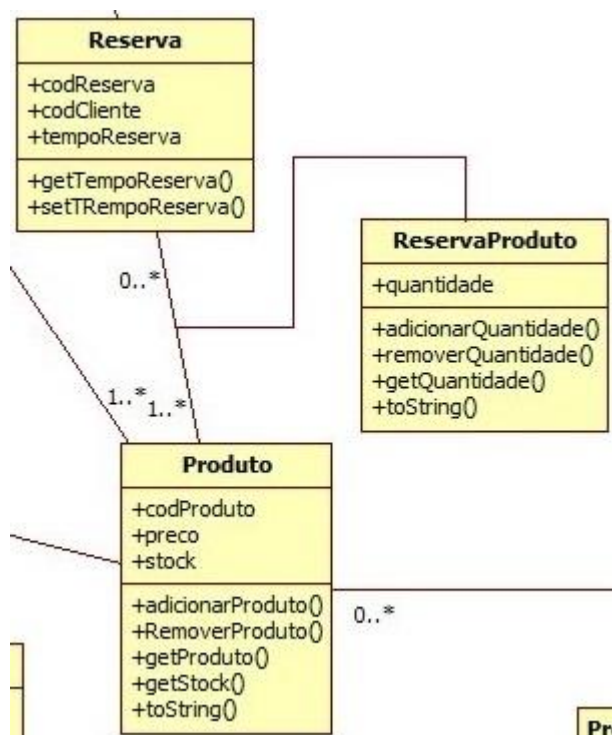 Reserva
+codReserva
+codCliente
+tempoReserva
+getTempoReserva()
+setTRempoReserva()
0..*
ReservaProduto
+quantidade
+adicionarQuantidade()
+removerQuantidade()
+getQuantidade()
+toString()
1..*
1..*
Produto
+codProduto
+preco
+stock
+adicionarProduto()
+RemoverProduto()
+getProduto()
+getStock()
+toString()
0..*
Pr